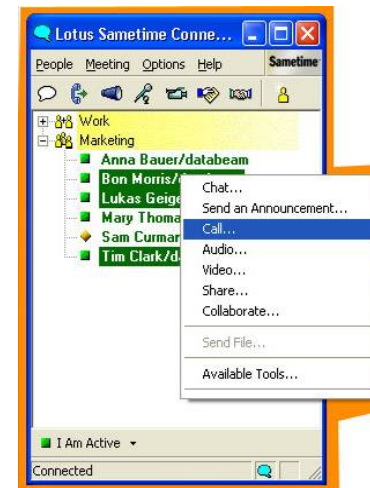 Lotus Sametime Conne...
People Meeting Options Help Sametime
Work
Marketing
Anna Bauer/databeam
Bon Morris/
Lukas Geige
Mary Thoma
Sam Curmar
Tim Clark/d
Chat...
Send an Announcement...
Call...
Audio...
Video...
Share...
Collaborate...
Send File...
Available Tools...
I Am Active
Connected